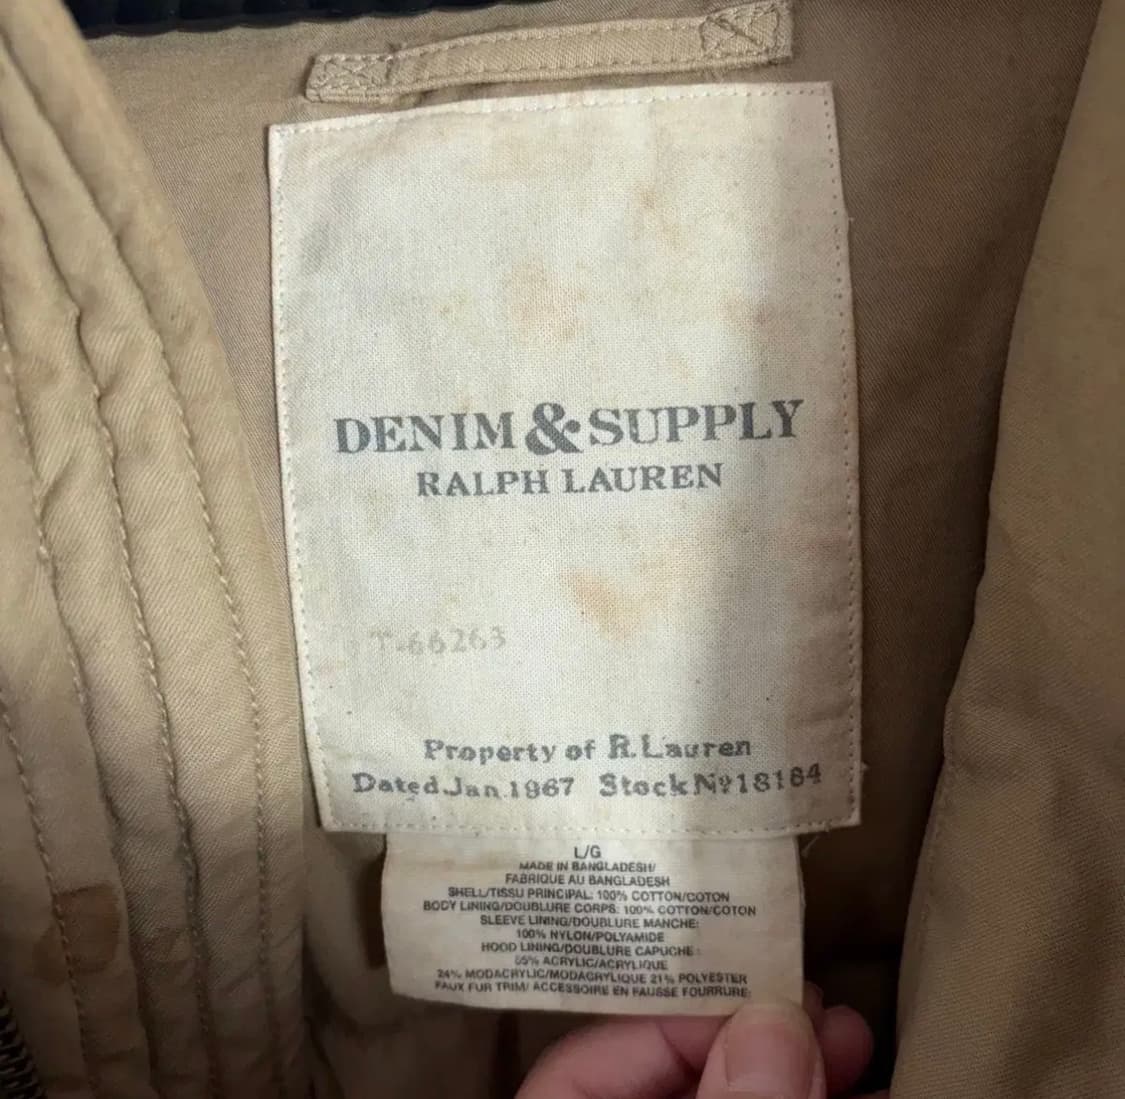 DENIM & SUPPLY
RALPH LAUREN
T-66263
Property of R. Lauren
Dated Jan. 1967 Stock Nº 18184
L/G
MADE IN BANGLADESH/
FABRIQUE AU BANGLADESH
SHELL/TISSU PRINCIPAL: 100% COTTON/COTON
BODY LINING/DOUBLURE CORPS: 100% COTTON/COTON
SLEEVE LINING/DOUBLURE MANCHE:
100% NYLON/POLYAMIDE
HOOD LINING/DOUBLURE CAPUCHE:
55% ACRYLIC/ACRYLIQUE
24% MODACRYLIC/MODACRYLIQUE 21% POLYESTER
FAUX FUR TRIM/ ACCESSOIRE EN FAUSSE FOURRURE: